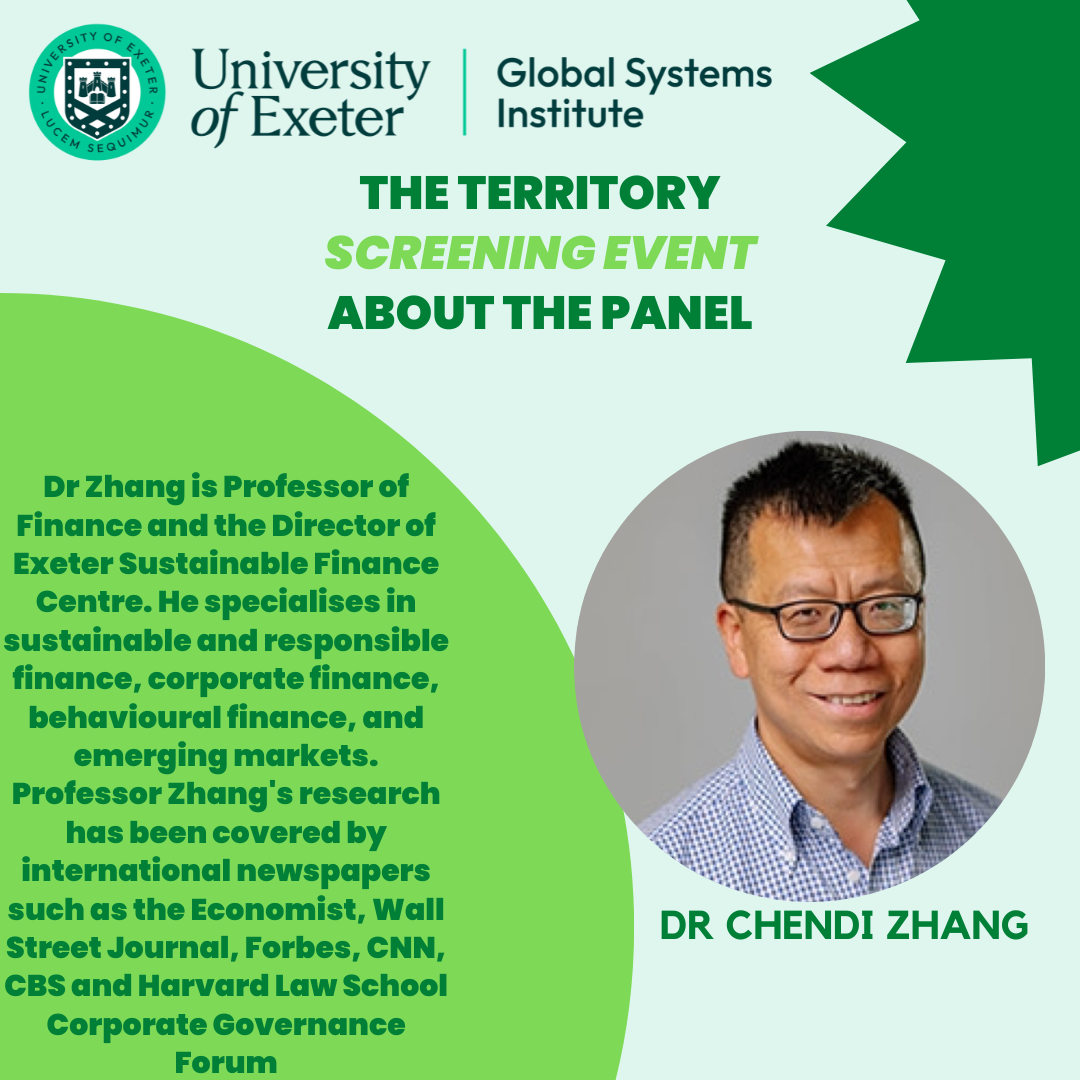 UNIVERSITY OF EXETER
LUCEM SEQUIMUR
University
of Exeter
Global Systems
Institute
THE TERRITORY
SCREENING EVENT
ABOUT THE PANEL
Dr Zhang is Professor of
Finance and the Director of
Exeter Sustainable Finance
Centre. He specialises in
sustainable and responsible
finance, corporate finance,
behavioural finance, and
emerging markets.
Professor Zhang's research
has been covered by
international newspapers
such as the Economist, Wall
Street Journal, Forbes, CNN,
CBS and Harvard Law School
Corporate Governance
Forum
DR CHENDI ZHANG